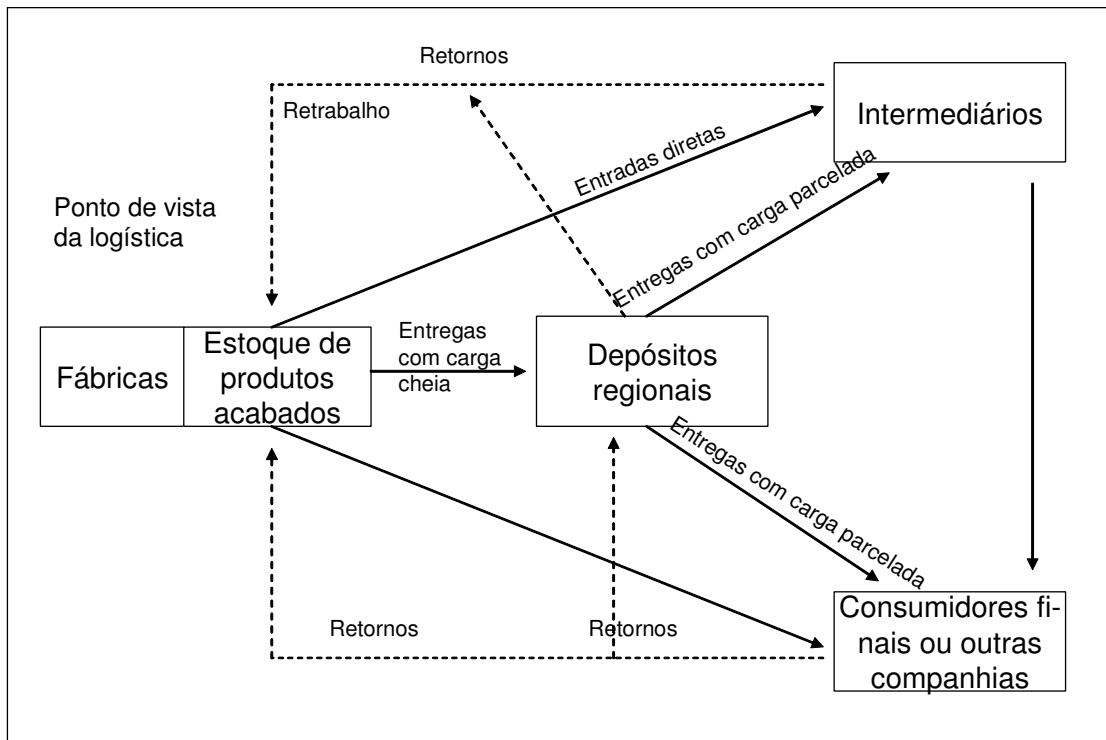 Retornos
Retrabalho
Intermediários
Entradas diretas
Ponto de vista
da logística
Entregas com carga parcelada
Fábricas
Estoque de
produtos
acabados
Entregas
com carga
cheia
Depósitos
regionais
Entregas com carga parcelada
Retornos
Retornos
Consumidores fi-
nais ou outras
companhias